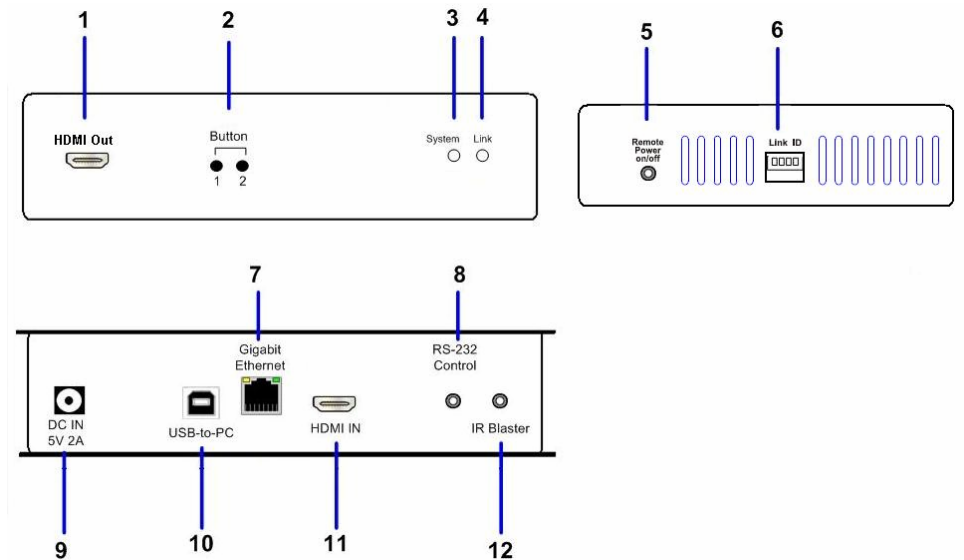 1 2 3 4
HDMI Out
Button
1 2
System Link
5 6
Remote
Power
on/off
Link ID
7 8
Gigabit
Ethernet
RS-232
Control
DC IN
5V 2A
USB-to-PC
HDMI IN
IR Blaster
9 10 11 12